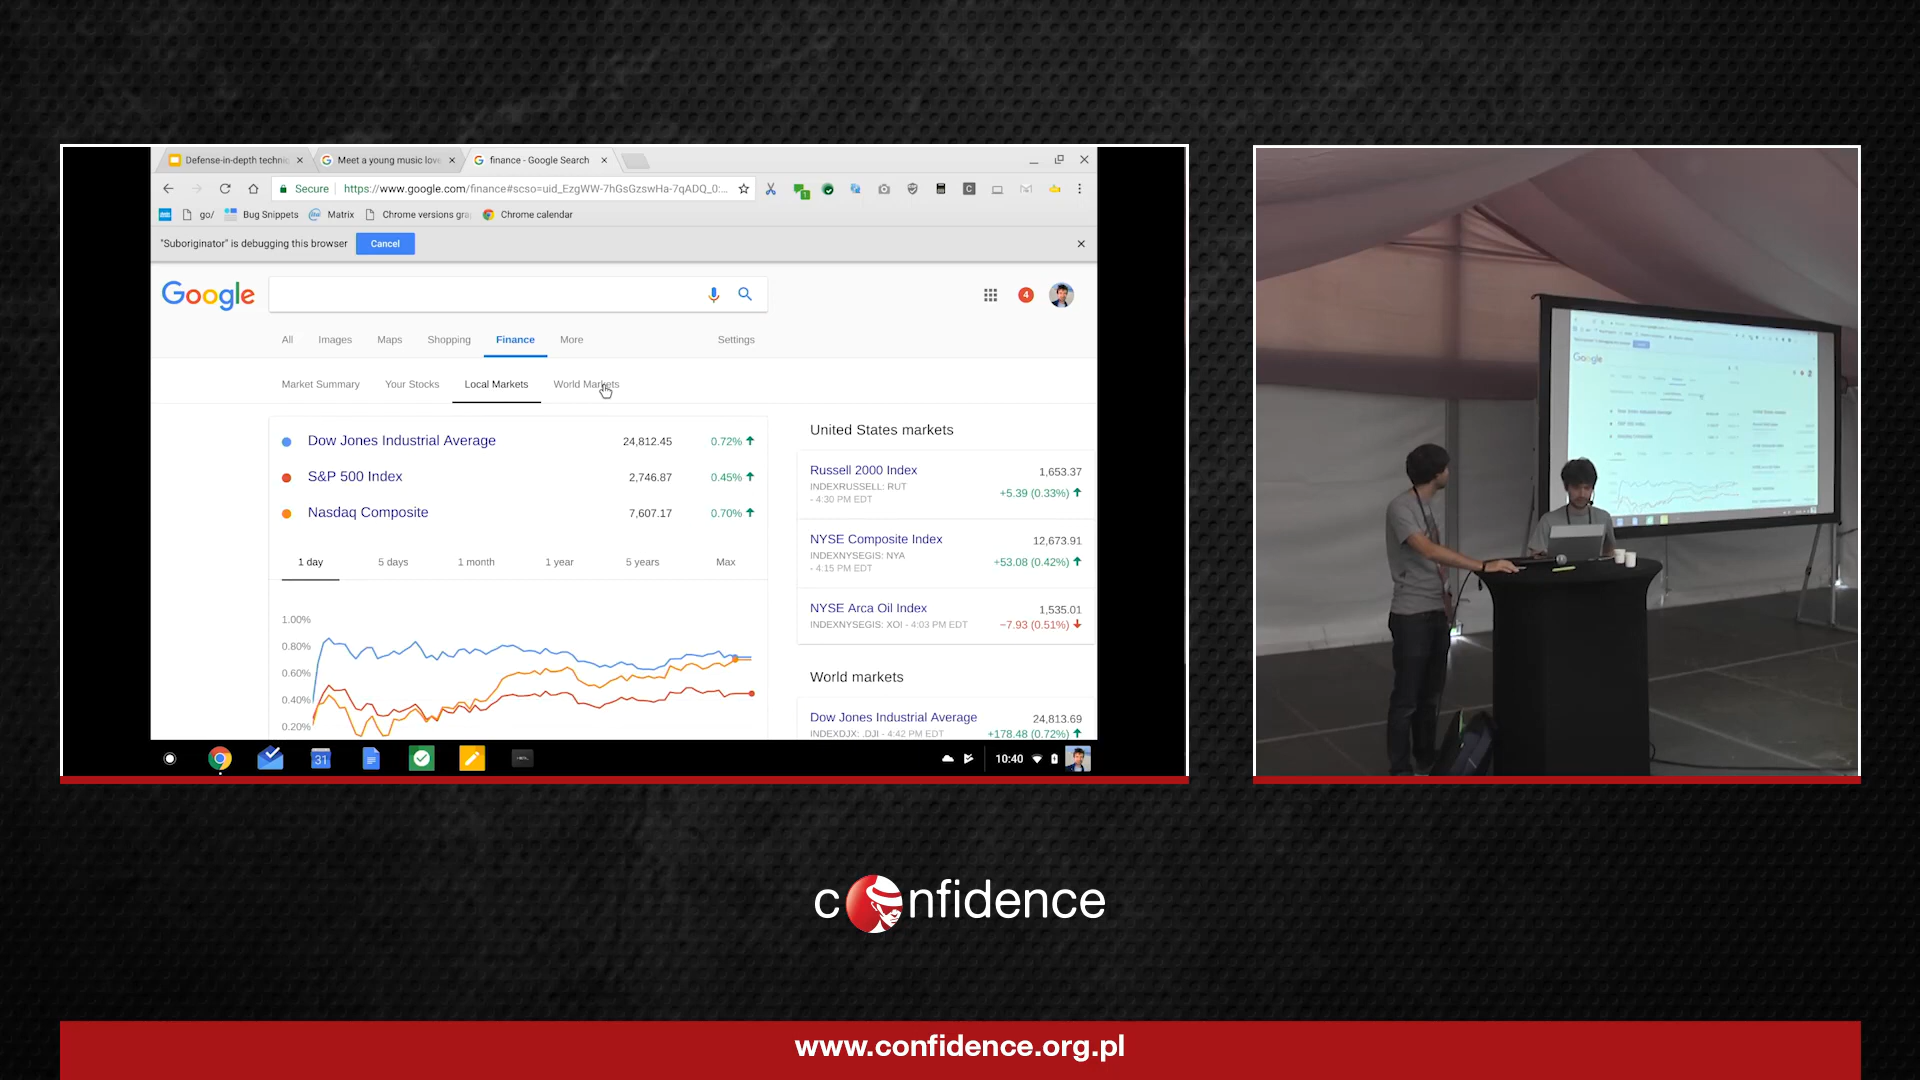 Defense-in-depth techni
Meet a young music love
finance - Google Search
Secure
https://www.google.com/finance#scso=uid_EzgWW-7hGsGzswHa-7qADQ_0:...
1
C
go/
Bug Snippets
Matrix
Chrome versions gra
Chrome calendar
"Suboriginator" is debugging this browser
Cancel
Google
4
All
Images
Maps
Shopping
Finance
More
Settings
Market Summary
Your Stocks
Local Markets
World Markets
Dow Jones Industrial Average 24,812.45 0.72%
S&P 500 Index 2,746.87 0.45%
Nasdaq Composite 7,607.17 0.70%
1 day
5 days
1 month
1 year
5 years
Max
1.00%
0.80%
0.60%
0.40%
0.20%
United States markets
Russell 2000 Index 1,653.37
INDEXRUSSELL: RUT
- 4:30 PM EDT
+5.39 (0.33%)
NYSE Composite Index 12,673.91
INDEXNYSEGIS: NYA
- 4:15 PM EDT
+53.08 (0.42%)
NYSE Arca Oil Index 1,535.01
INDEXNYSEGIS: XOI - 4:03 PM EDT −7.93 (0.51%)
World markets
Dow Jones Industrial Average 24,813.69
INDEXDJX: .DJI - 4:42 PM EDT +178.48 (0.72%)
31
10:40
Google
confidence
www.confidence.org.pl